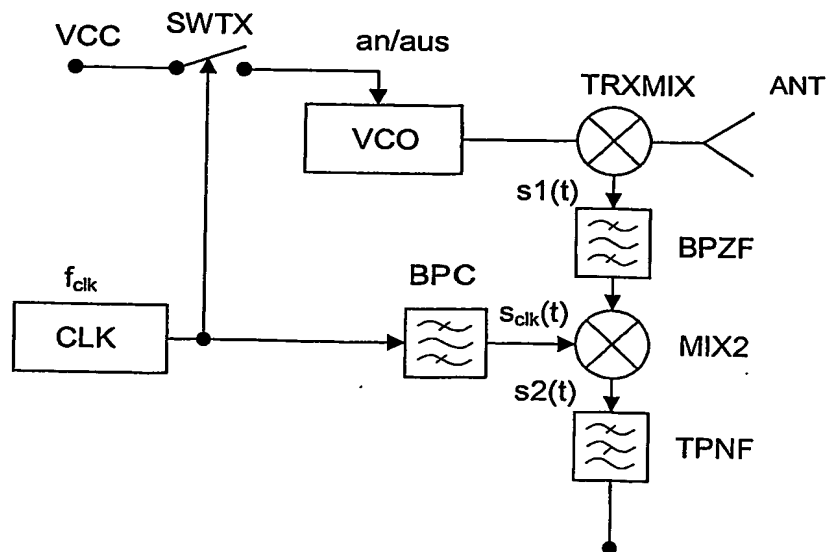 VCC
SWTX
an/aus
TRXMIX
ANT
VCO
s1(t)
BPZF
BPC
f_clk
CLK
s_clk(t)
MIX2
s2(t)
TPNF